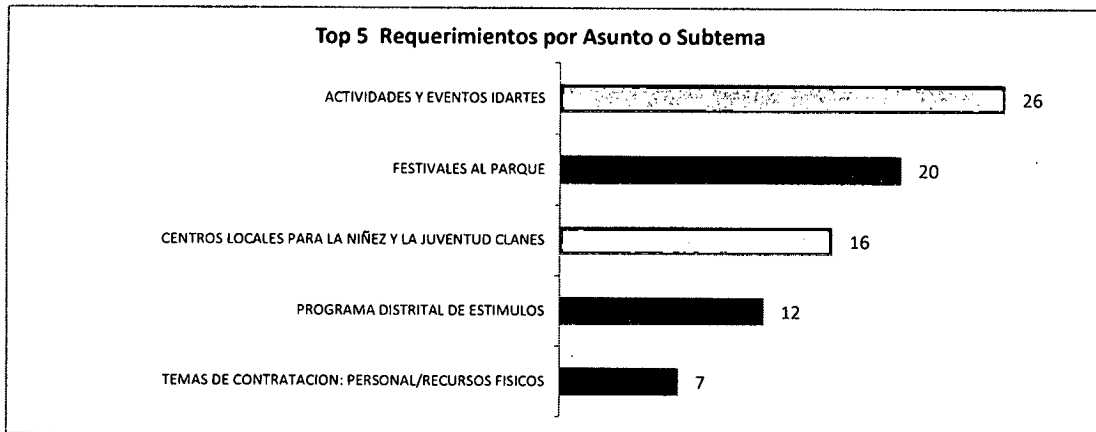 Top 5 Requerimientos por Asunto o Subtema
ACTIVIDADES Y EVENTOS IDARTES 26
FESTIVALES AL PARQUE 20
CENTROS LOCALES PARA LA NIÑEZ Y LA JUVENTUD CLANES 16
PROGRAMA DISTRITAL DE ESTIMULOS 12
TEMAS DE CONTRATACION: PERSONAL/RECURSOS FISICOS 7